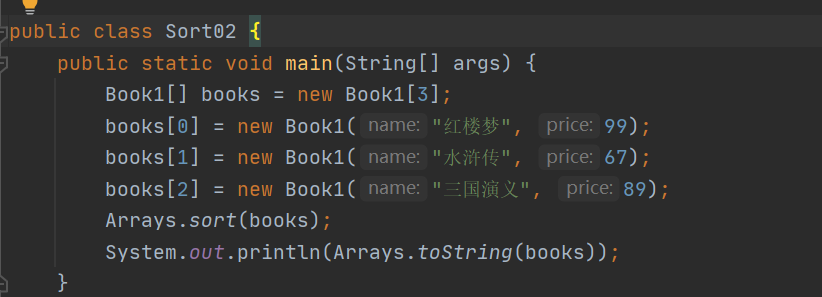 public class Sort02 {
public static void main(String[] args) {
Book1[] books = new Book1[3];
books[0] = new Book1( name: "红楼梦", price: 99);
books[1] = new Book1( name: "水浒传", price: 67);
books[2] = new Book1( name: "三国演义", price: 89);
Arrays.sort(books);
System.out.println(Arrays.toString(books));
}